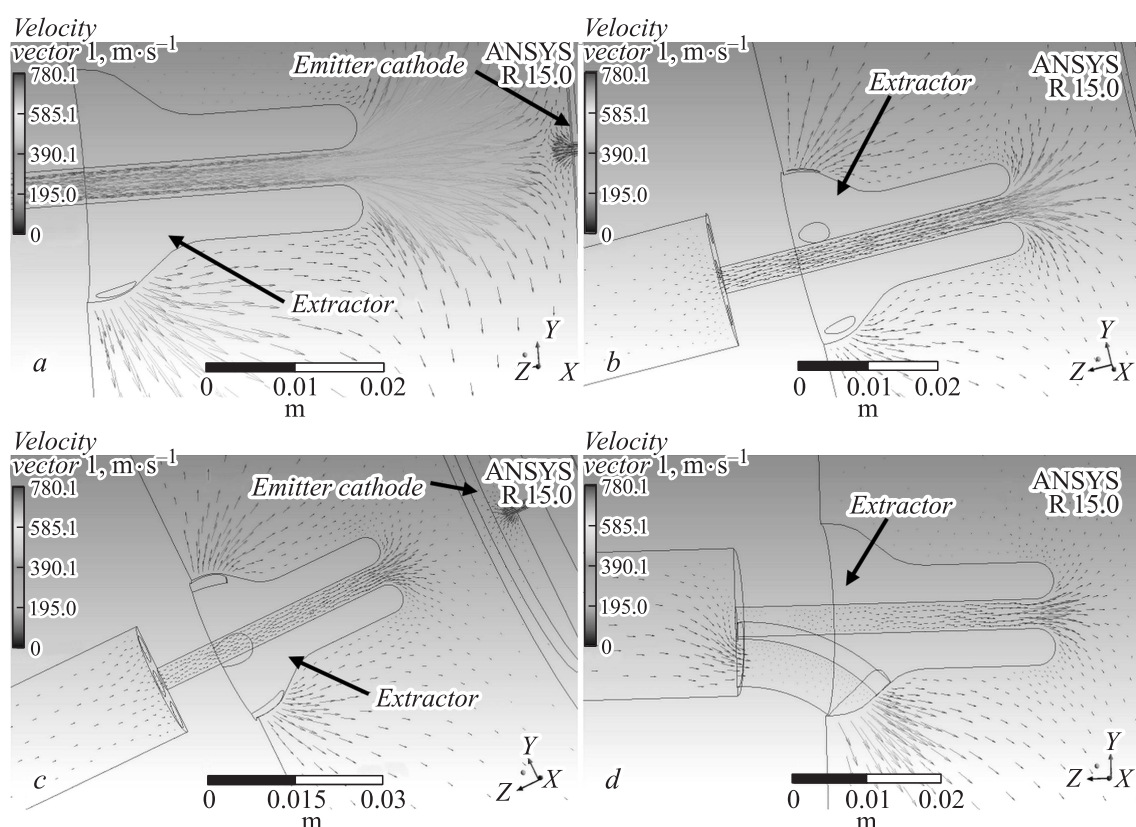 Velocity
vector 1, m·s⁻¹
780.1
585.1
390.1
195.0
0
Emitter cathode
ANSYS
R 15.0
Extractor
a
0 0.01 0.02
m
Y
Z X
Velocity
vector 1, m·s⁻¹
780.1
585.1
390.1
195.0
0
Extractor
ANSYS
R 15.0
b
0 0.01 0.02
m
Y
Z X
Velocity
vector 1, m·s⁻¹
780.1
585.1
390.1
195.0
0
Emitter cathode
ANSYS
R 15.0
Extractor
c
0 0.015 0.03
m
Y
Z X
Velocity
vector 1, m·s⁻¹
780.1
585.1
390.1
195.0
0
Extractor
ANSYS
R 15.0
d
0 0.01 0.02
m
Y
Z X